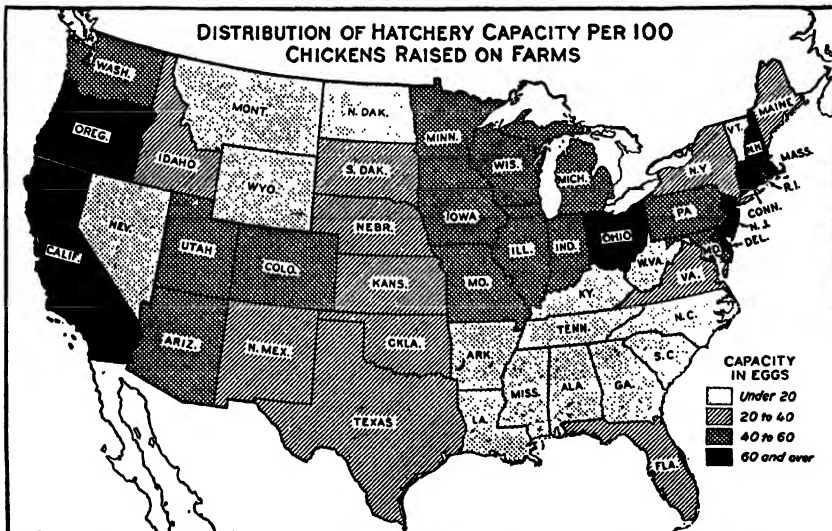 DISTRIBUTION OF HATCHERY CAPACITY PER 100
CHICKENS RAISED ON FARMS
WASH.
OREG.
CALIF.
IDAHO.
NEV.
MONT.
WYO.
UTAH
COLO.
ARIZ.
N. MEX.
N. DAK.
S. DAK.
NEBR.
KANS.
OKLA.
TEXAS.
MINN.
IOWA
MO.
ARK.
LA.
WIS.
ILL.
MICH.
IND.
OHIO
KY.
TENN.
MISS.
ALA.
GA.
FLA.
S.C.
N.C.
VA.
W.VA.
MD.
PA
N.Y.
VT.
N.H.
MAINE
MASS.
R.I.
CONN.
N.J.
DEL.
CAPACITY
IN EGGS
Under 20
20 to 40
40 to 60
60 and over